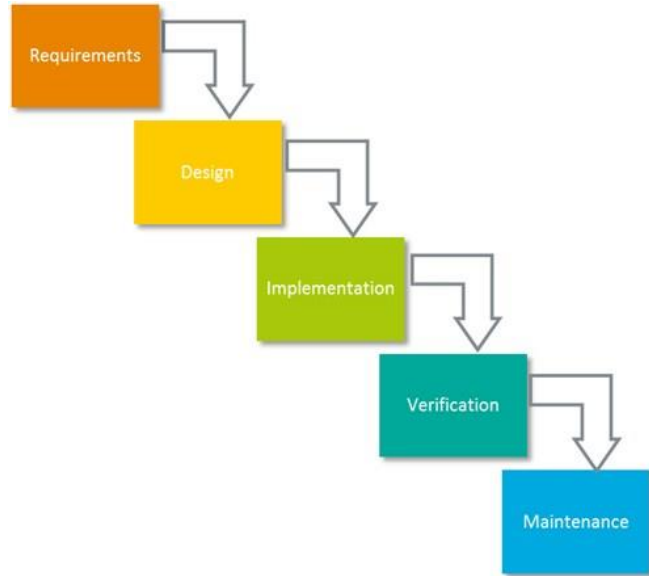 Requirements
Design
Implementation
Verification
Maintenance